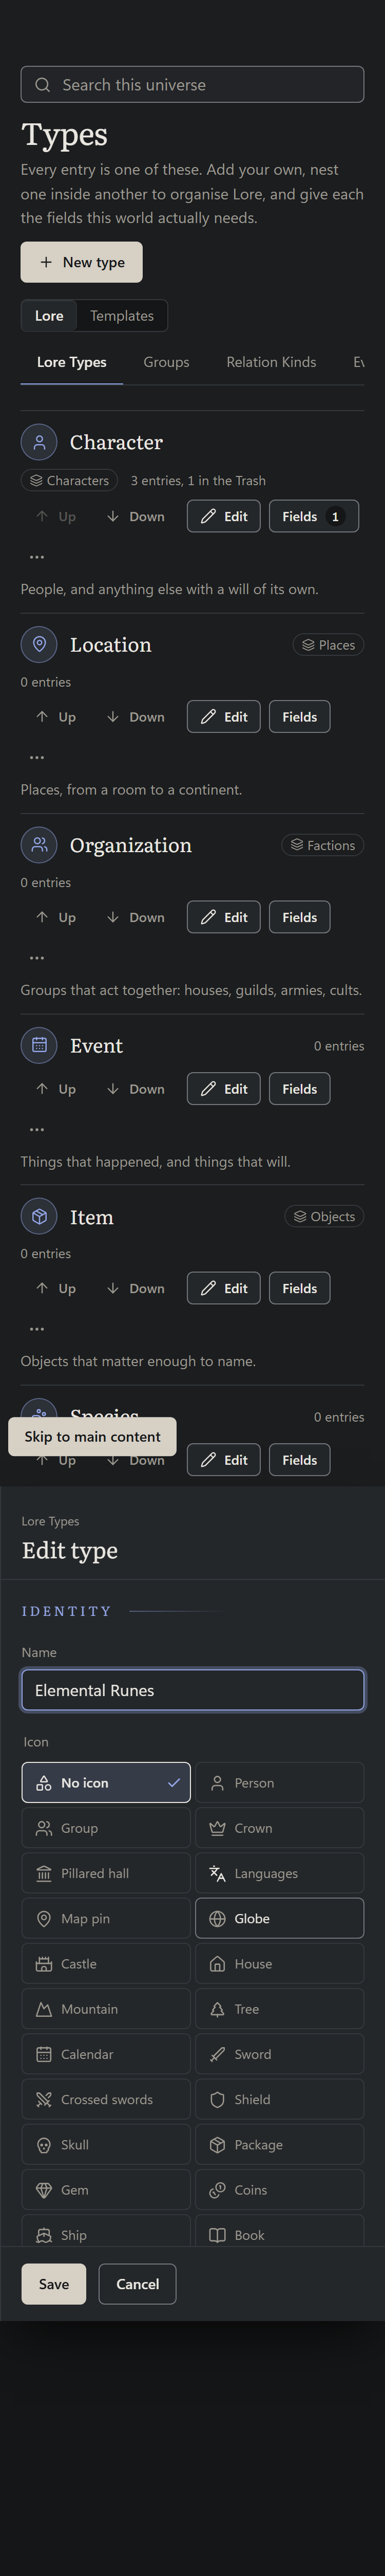 Search this universe
Types
Every entry is one of these. Add your own, nest
one inside another to organise Lore, and give each
the fields this world actually needs.
New type
Lore Templates
Lore Types Groups Relation Kinds
Character
Characters 3 entries, 1 in the Trash
Up Down Edit Fields 1
People, and anything else with a will of its own.
Location Places
0 entries
Up Down Edit Fields
Places, from a room to a continent.
Organization Factions
0 entries
Up Down Edit Fields
Groups that act together: houses, guilds, armies, cults.
Event 0 entries
Up Down Edit Fields
Things that happened, and things that will.
Item Objects
0 entries
Up Down Edit Fields
Objects that matter enough to name.
Species 0 entries
Skip to main content
Up Down Edit Fields
Lore Types
Edit type
IDENTITY
Name
Elemental Runes
Icon
No icon Person
Group Crown
Pillared hall Languages
Map pin Globe
Castle House
Mountain Tree
Calendar Sword
Crossed swords Shield
Skull Package
Gem Coins
Ship Book
Save Cancel